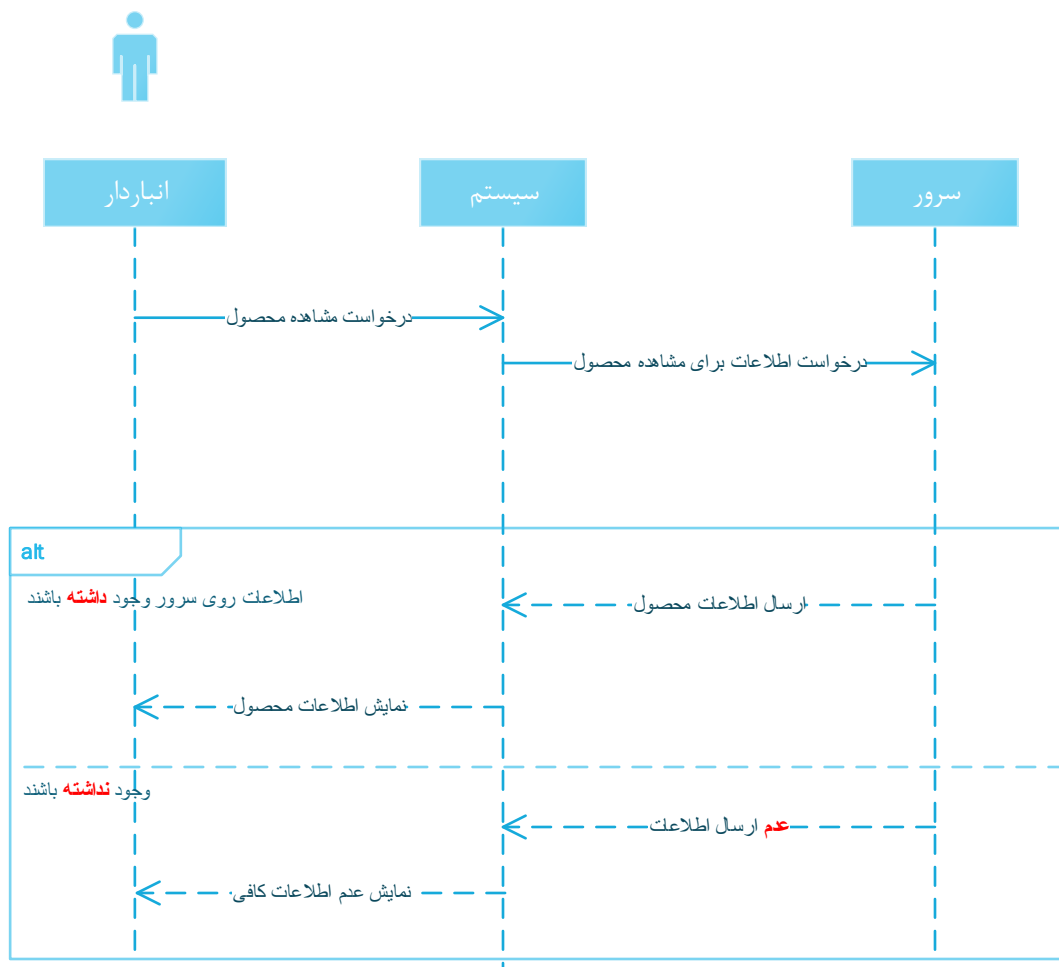 انباردار
سیستم
سرور
درخواست مشاهده محصول
درخواست اطلاعات برای مشاهده محصول
alt
اطلاعات روی سرور وجود داشته باشند
ارسال اطلاعات محصول
نمایش اطلاعات محصول
وجود نداشته باشند
عدم ارسال اطلاعات
نمایش عدم اطلاعات کافی